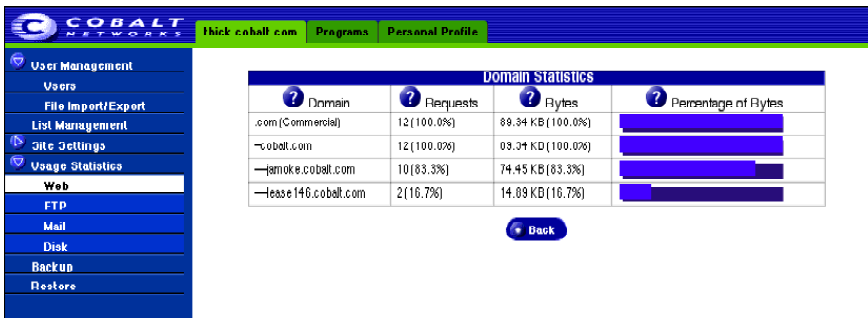 COBALT
NETWORKS
thick.cobalt.com Programs Personal Profile
User Management
Users
File Import/Export
List Management
Site Settings
Usage Statistics
Web
FTP
Mail
Disk
Backup
Restore
Domain Statistics
Domain Requests Bytes Percentage of Bytes
.com (Commercial) 12 (100.0%) 89.34 KB (100.0%)
cobalt.com 12 (100.0%) 89.34 KB (100.0%)
jamoke.cobalt.com 10 (83.3%) 74.45 KB (83.3%)
lease146.cobalt.com 2 (16.7%) 14.89 KB (16.7%)
Back